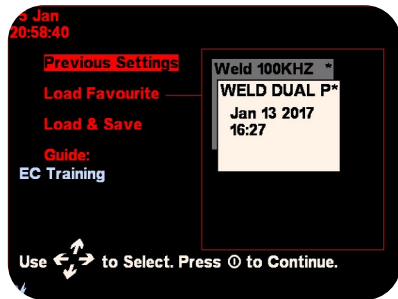 5 Jan
20:58:40
Previous Settings
Load Favourite
Load & Save
Guide:
EC Training
Weld 100KHZ *
WELD DUAL P*
Jan 13 2017
16:27
Use to Select. Press to Continue.